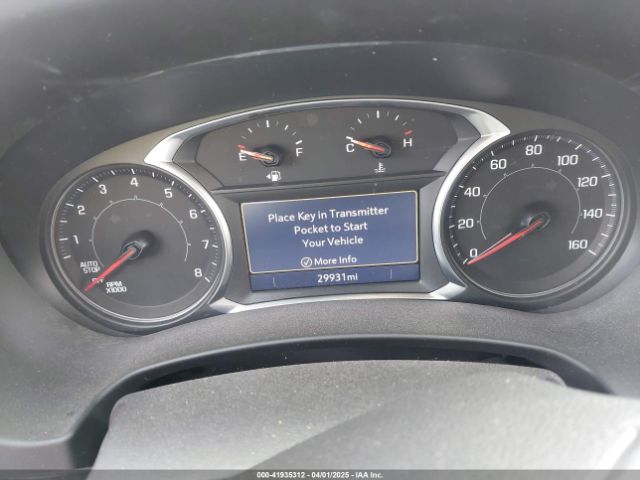 E F
C H
1 2 3 4 5 6 7 8
AUTO
STOP
RPM
X1000
Place Key in Transmitter
Pocket to Start
Your Vehicle
More Info
29931mi
0 20 40 60 80 100 120 140 160 160
000-41935312 - 04/01/2025 - IAA Inc.